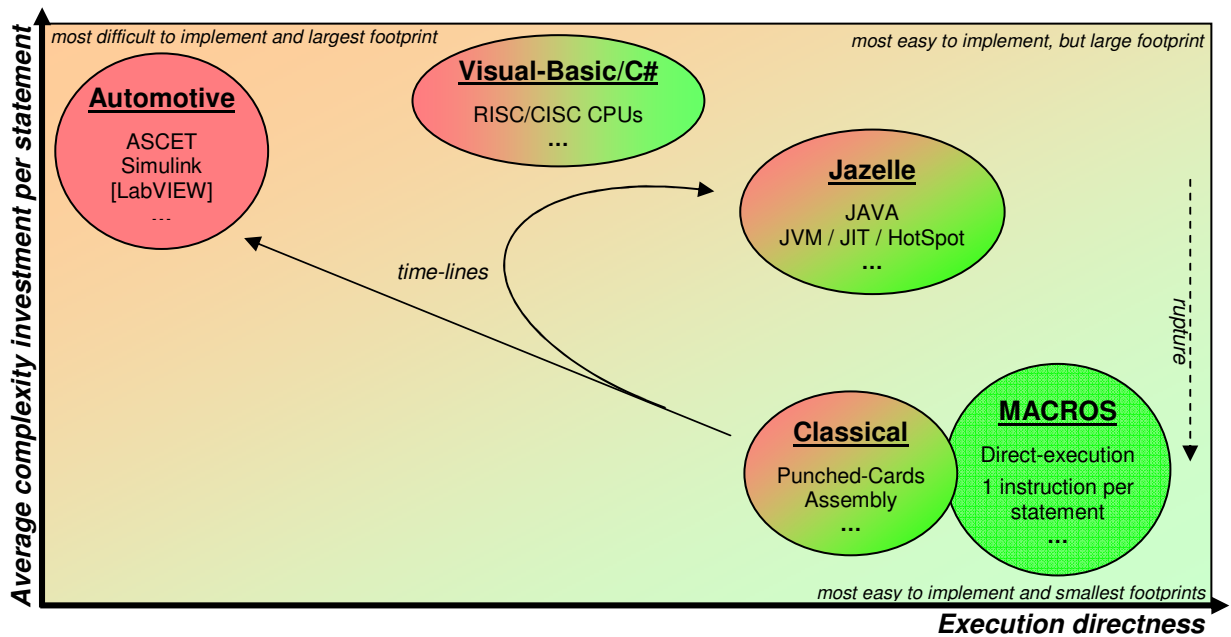 Average complexity investment per statement
most difficult to implement and largest footprint
most easy to implement, but large footprint
Automotive
ASCET
Simulink
[LabVIEW]
...
Visual-Basic/C#
RISC/CISC CPUs
...
Jazelle
JAVA
JVM / JIT / HotSpot
...
time-lines
rupture
Classical
Punched-Cards
Assembly
...
MACROS
Direct-execution
1 instruction per
statement
...
most easy to implement and smallest footprints
Execution directness